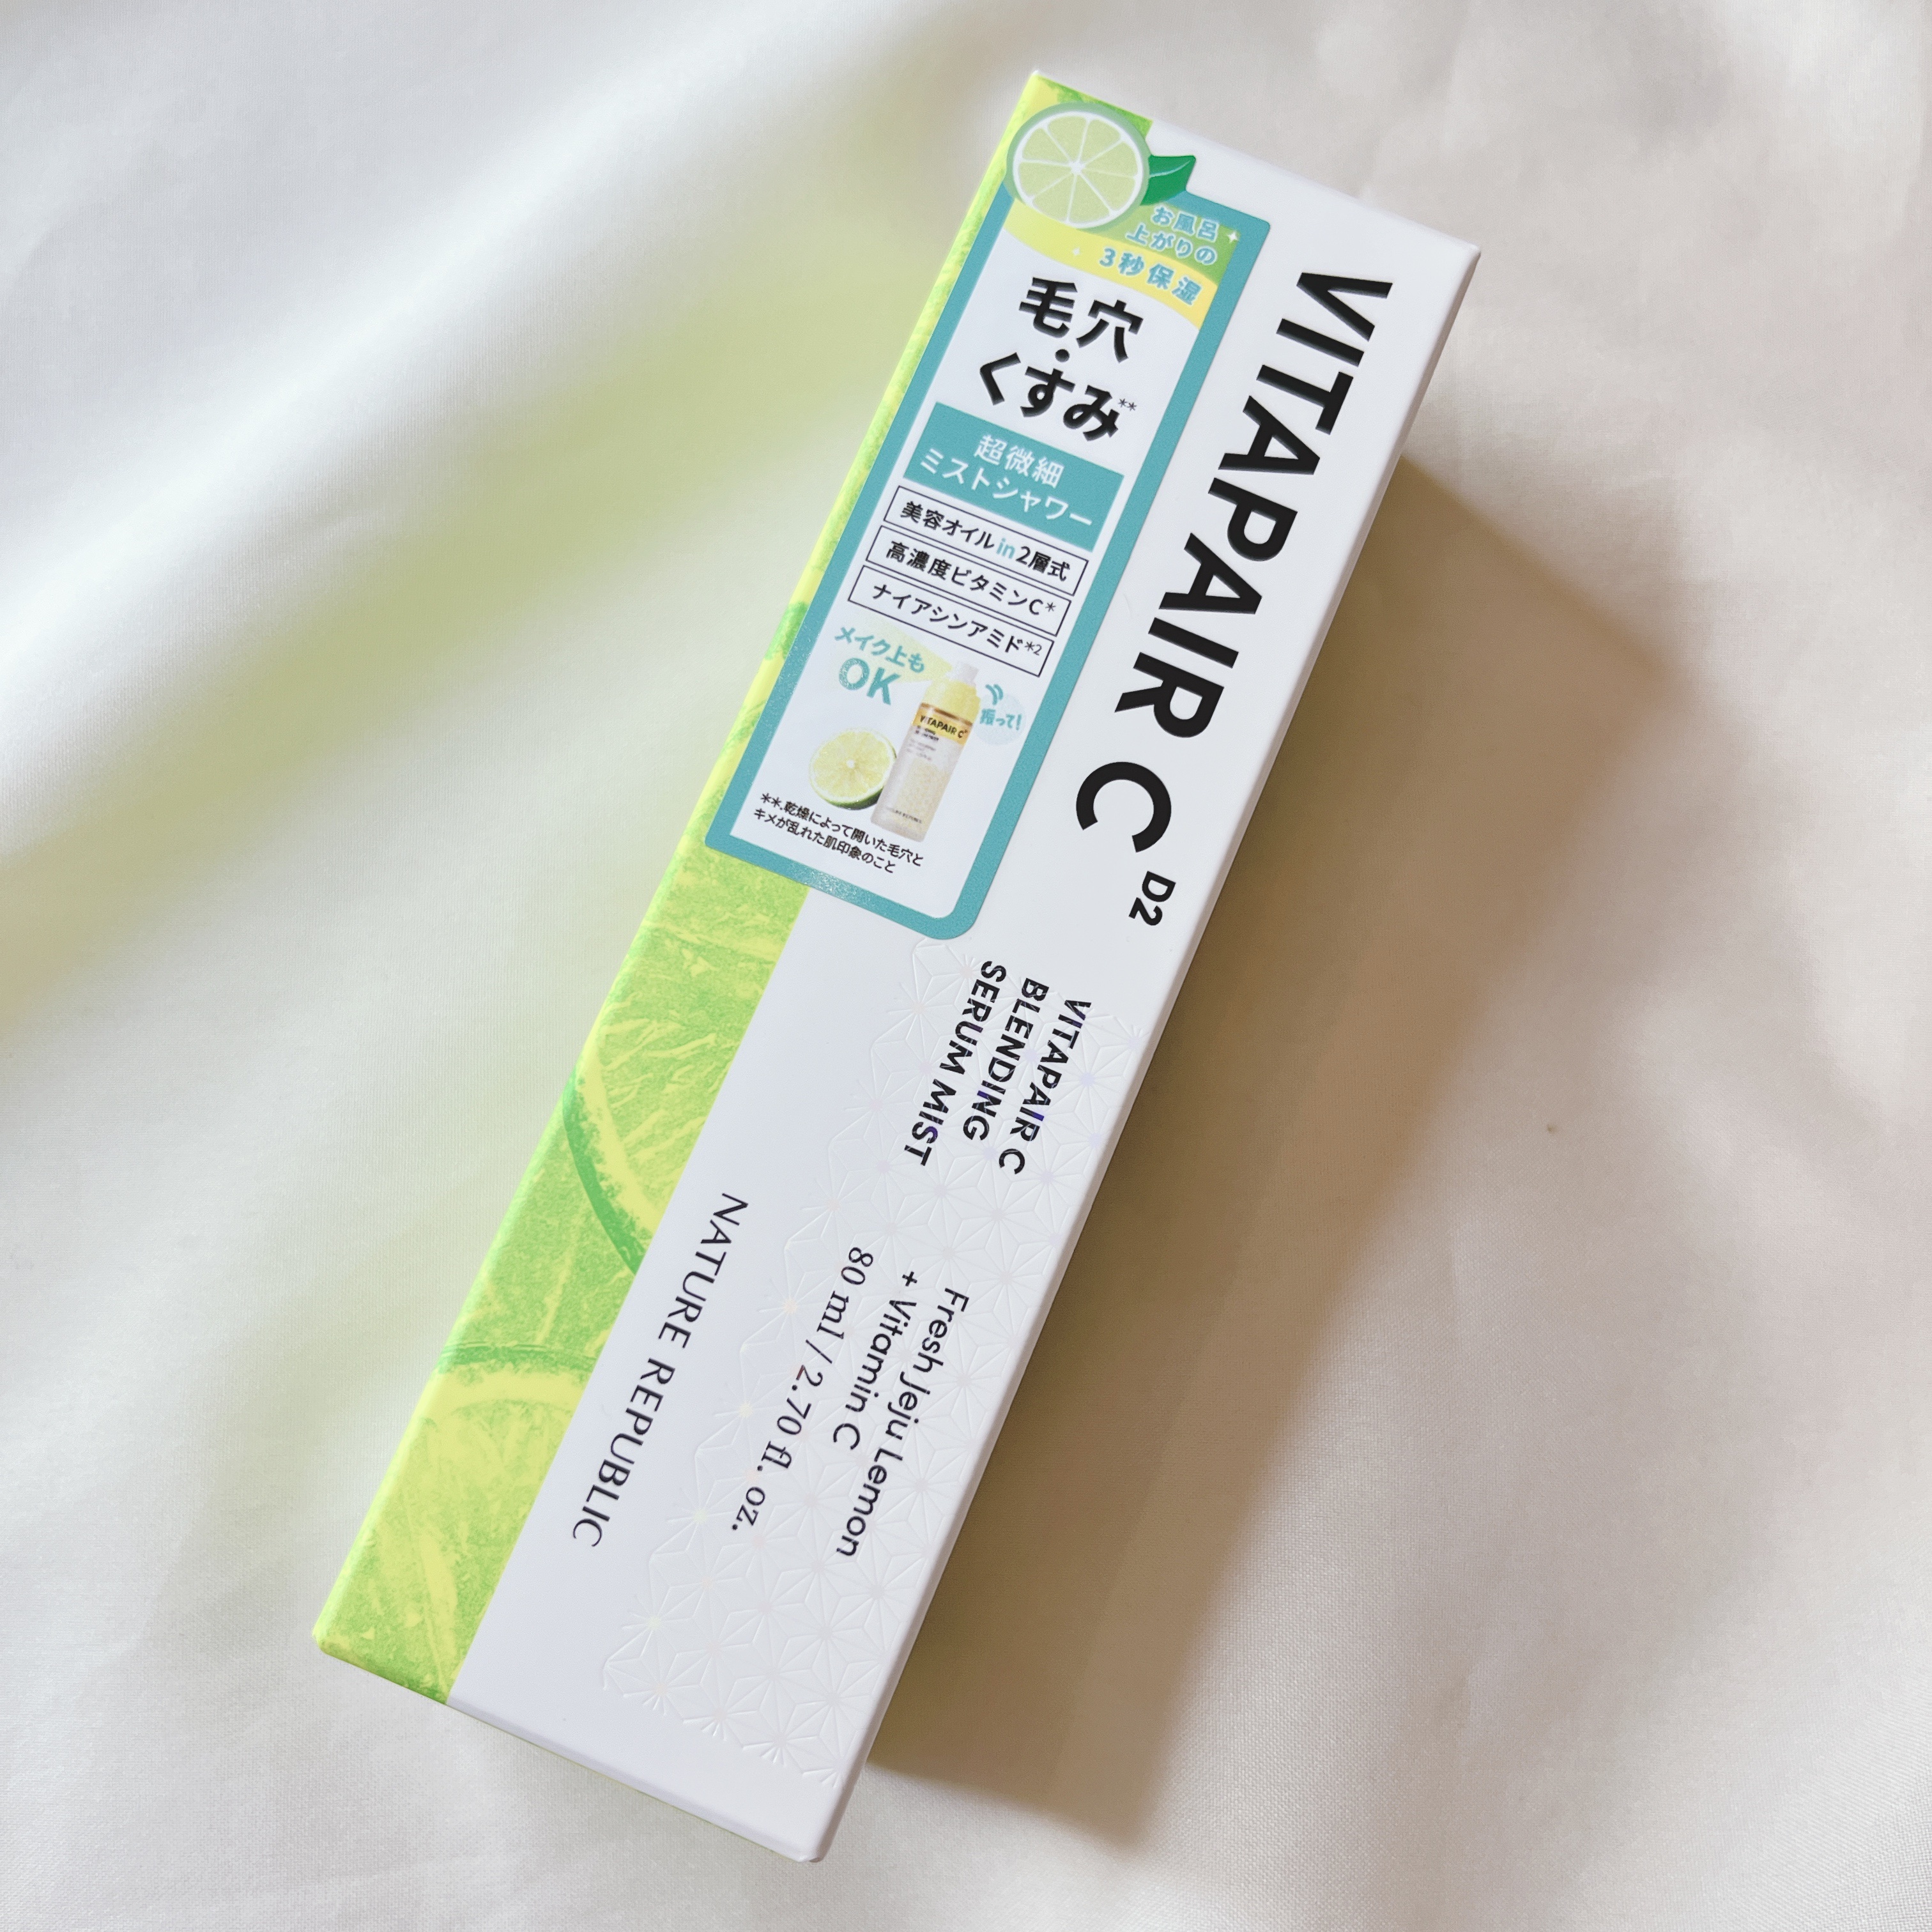 お風呂
上がりの
3秒保湿
毛穴
・
くすみ**
超微細
ミストシャワー
美容オイルin2層式
高濃度ビタミンC*
ナイアシンアミド*2
メイク上も
OK
振って!
VITAPAIR C
**.乾燥によって開いた毛穴と
キメが乱れた肌印象のこと
VITAPAIR C D2
VITAPAIR C
BLENDING
SERUM MIST
Fresh Jeju Lemon
+ Vitamin C
80 ml / 2.70 fl. oz.
NATURE REPUBLIC